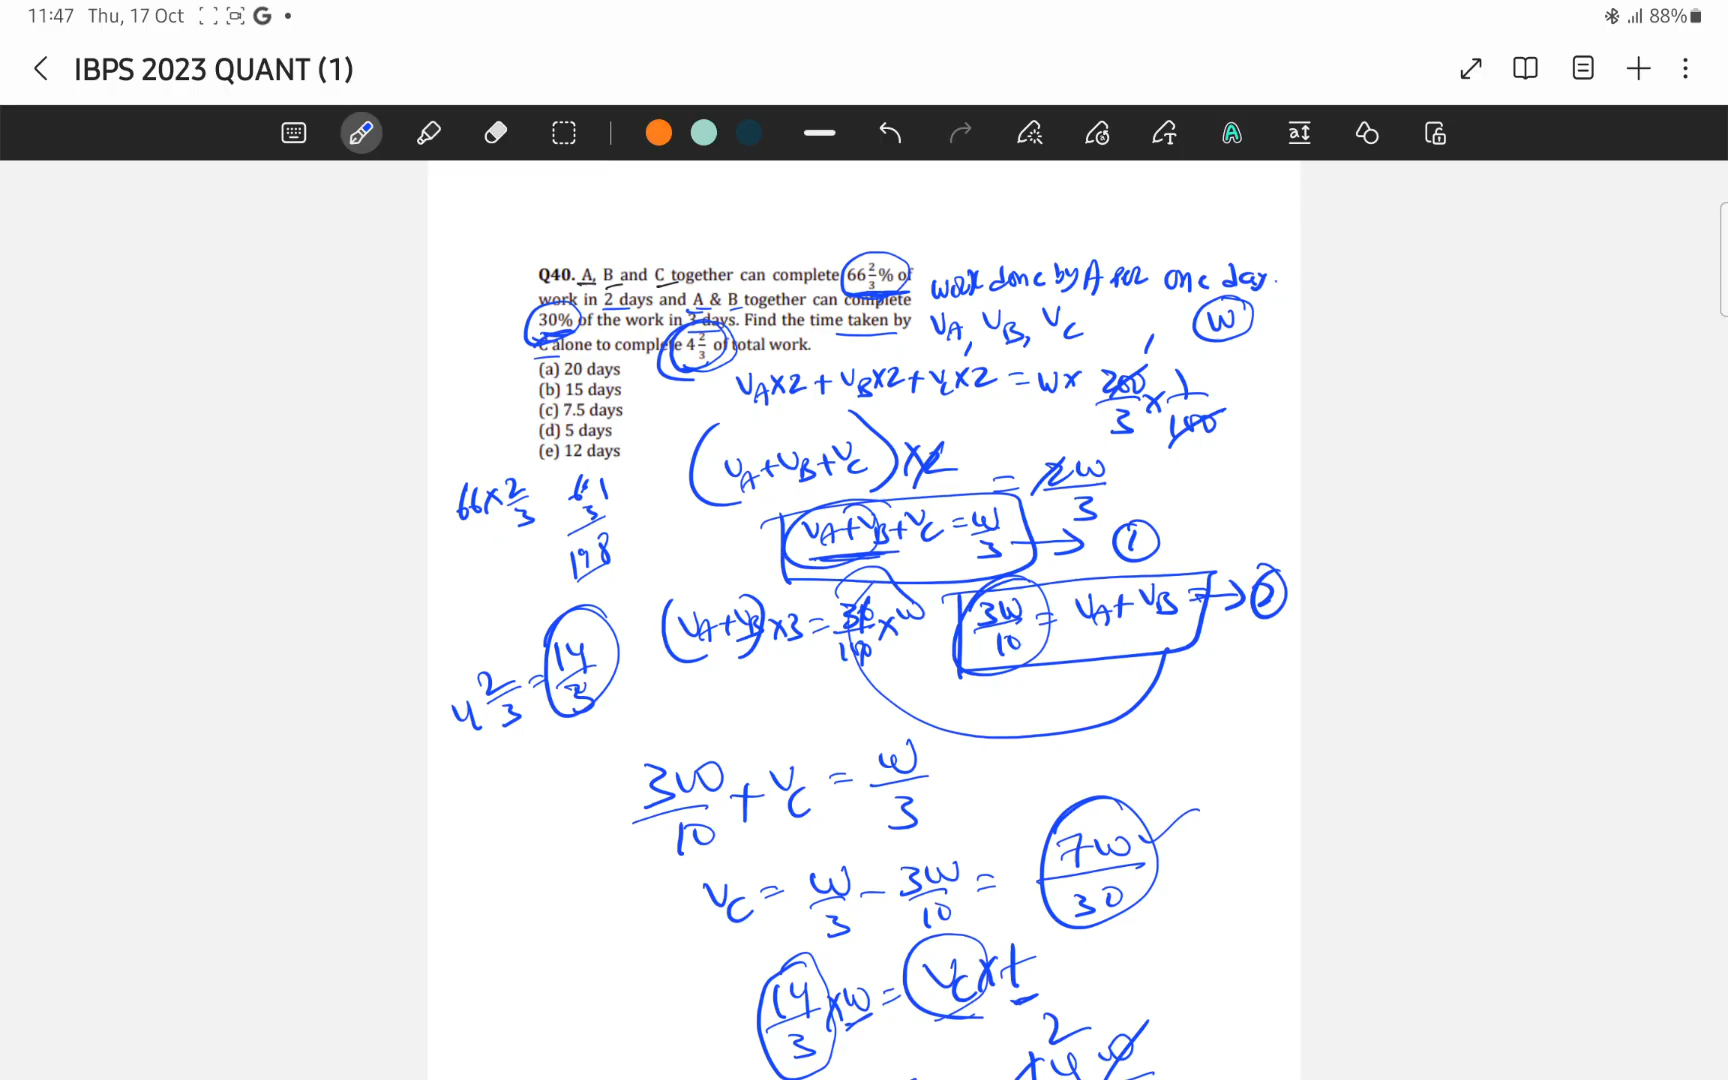 11:47 Thu, 17 Oct G 88%
IBPS 2023 QUANT (1)
Q40. A, B and C together can complete 66 2/3% of
work in 2 days and A & B together can complete
30% of the work in 3 days. Find the time taken by
C alone to complete 4 2/3 of total work.
(a) 20 days
(b) 15 days
(c) 7.5 days
(d) 5 days
(e) 12 days
work done by A for one day.
VA, VB, VC W
VA×2 + VB×2 + VC×2 = W× 200/3 × 1/100
(VA+VB+VC)×2 = 2W/3
66×2/3
3
198
VA+VB+VC = W/3 → 1
(VA+VB)×3 = 30/100 ×W
3W/10 = VA+VB → 2
4 2/3 = 14/3
3W/10 + VC = W/3
VC = W/3 - 3W/10 = 7W/30
14/3 ×W = VC×t
2